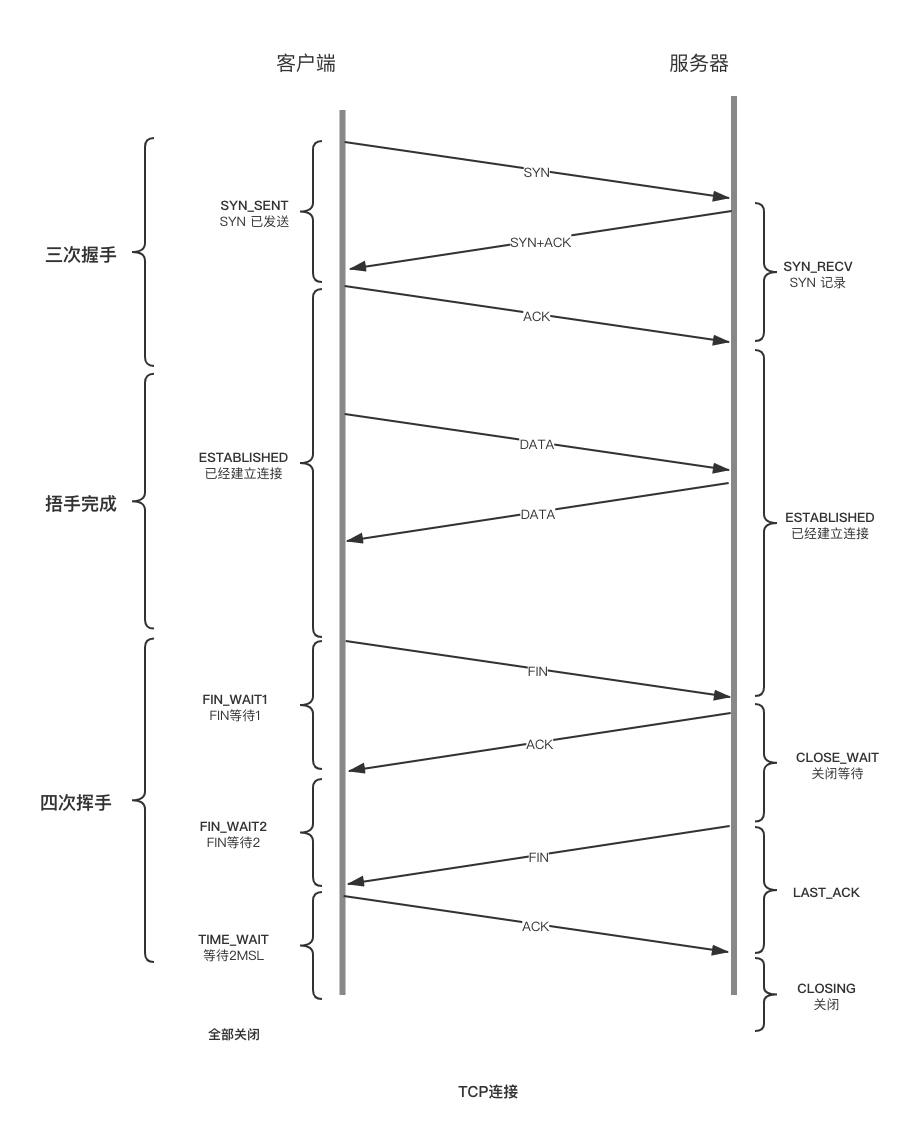 客户端
服务器
SYN
SYN_SENT
SYN 已发送
SYN+ACK
三次握手
SYN_RECV
SYN 记录
ACK
DATA
ESTABLISHED
已经建立连接
捂手完成
DATA
ESTABLISHED
已经建立连接
FIN
FIN_WAIT1
FIN等待1
ACK
CLOSE_WAIT
关闭等待
四次挥手
FIN_WAIT2
FIN等待2
FIN
LAST_ACK
ACK
TIME_WAIT
等待2MSL
CLOSING
关闭
全部关闭
TCP连接